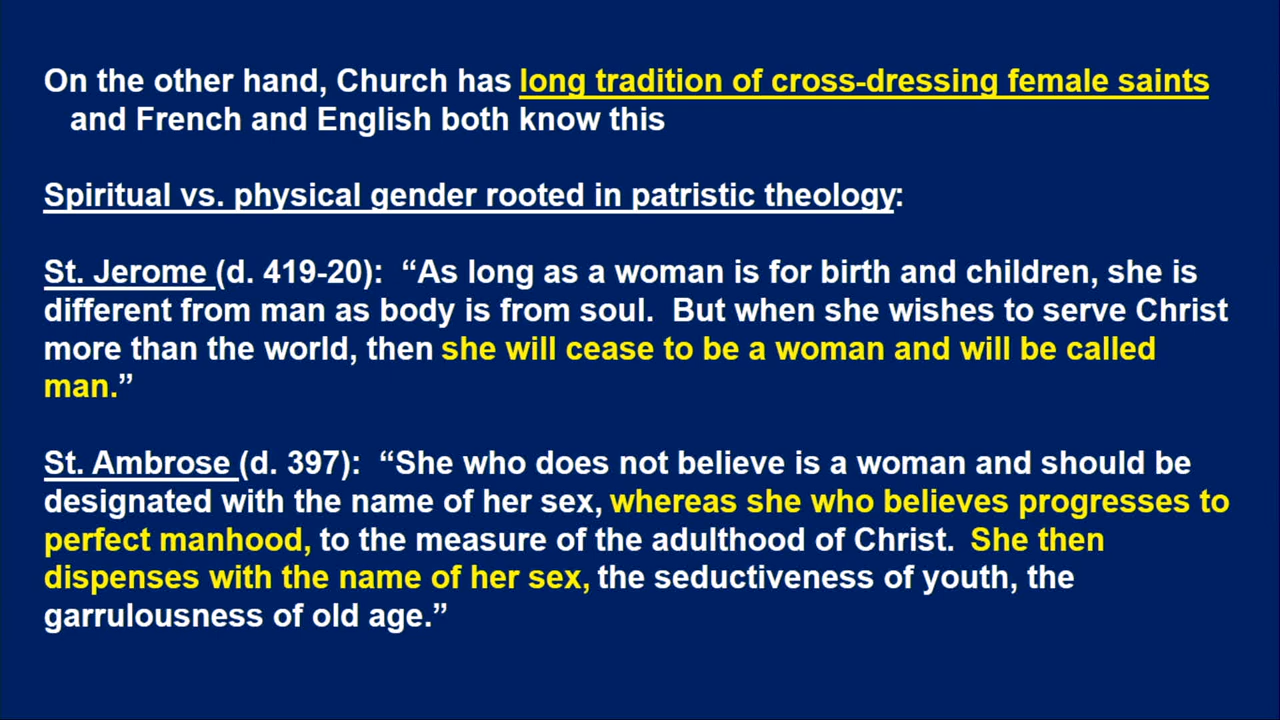 On the other hand, Church has long tradition of cross-dressing female saints
and French and English both know this
Spiritual vs. physical gender rooted in patristic theology:
St. Jerome (d. 419-20):  “As long as a woman is for birth and children, she is
different from man as body is from soul.  But when she wishes to serve Christ
more than the world, then she will cease to be a woman and will be called
man.”
St. Ambrose (d. 397):  “She who does not believe is a woman and should be
designated with the name of her sex, whereas she who believes progresses to
perfect manhood, to the measure of the adulthood of Christ.  She then
dispenses with the name of her sex, the seductiveness of youth, the
garrulousness of old age.”